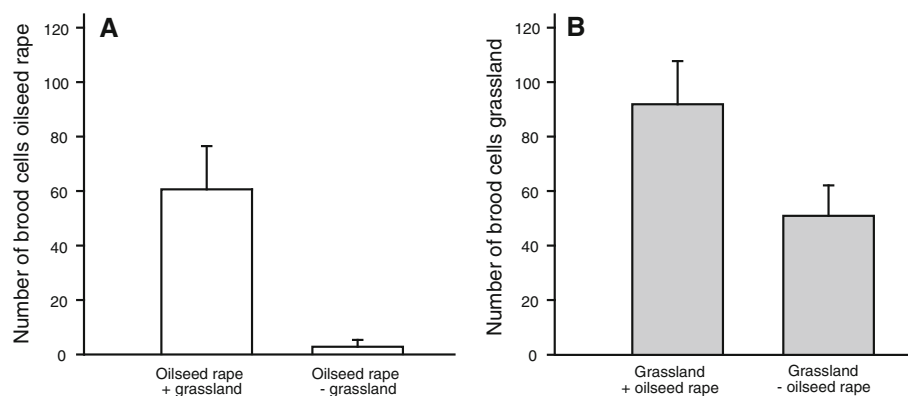 A
Number of brood cells oilseed rape
120
100
80
60
40
20
0
Oilseed rape
+ grassland
Oilseed rape
- grassland
B
Number of brood cells grassland
120
100
80
60
40
20
0
Grassland
+ oilseed rape
Grassland
- oilseed rape